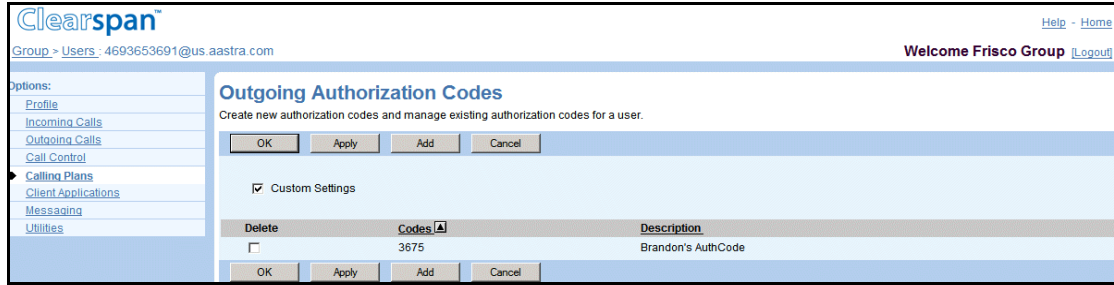 Clearspan™
Help - Home
Group > Users : 4693653691@us.aastra.com
Welcome Frisco Group [Logout]
Options:
Profile
Incoming Calls
Outgoing Calls
Call Control
Calling Plans
Client Applications
Messaging
Utilities
Outgoing Authorization Codes
Create new authorization codes and manage existing authorization codes for a user.
OK Apply Add Cancel
Custom Settings
Delete Codes Description
3675 Brandon's AuthCode
OK Apply Add Cancel